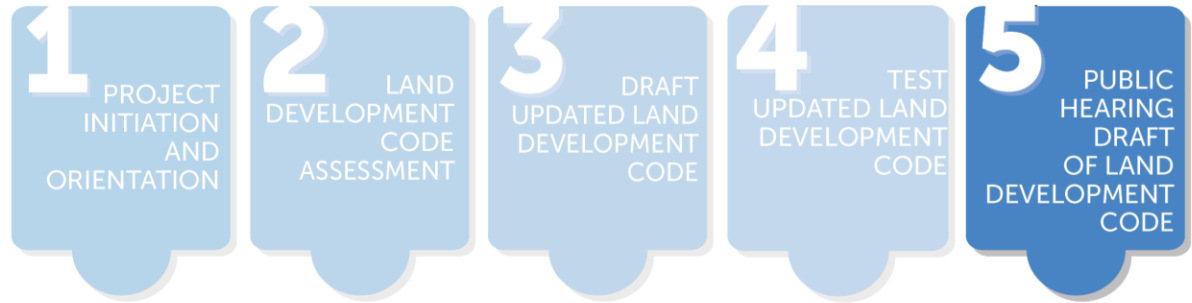 1
PROJECT
INITIATION
AND
ORIENTATION
2
LAND
DEVELOPMENT
CODE
ASSESSMENT
3
DRAFT
UPDATED LAND
DEVELOPMENT
CODE
4
TEST
UPDATED LAND
DEVELOPMENT
CODE
5
PUBLIC
HEARING
DRAFT
OF LAND
DEVELOPMENT
CODE